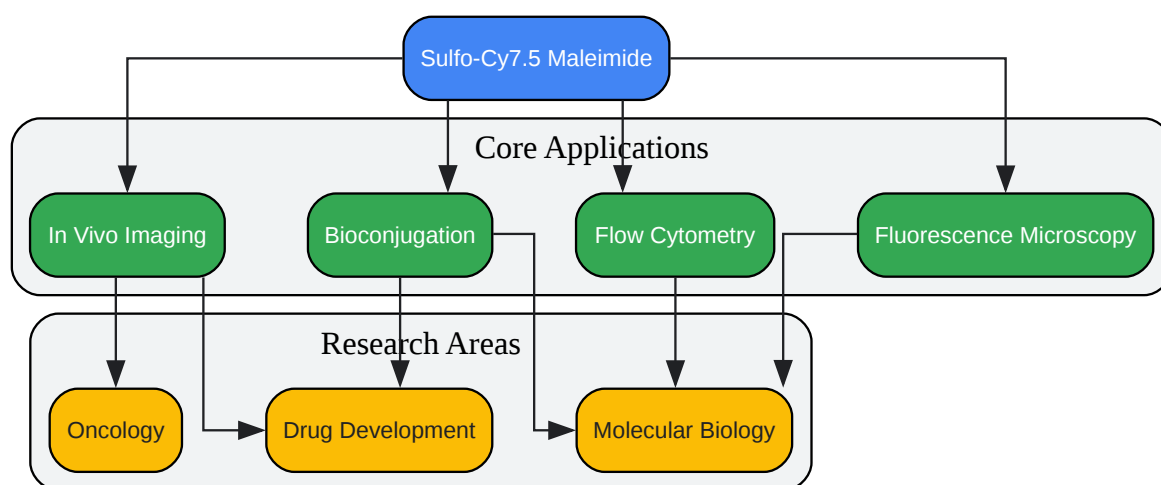 Sulfo-Cy7.5 Maleimide
Core Applications
In Vivo Imaging
Bioconjugation
Flow Cytometry
Fluorescence Microscopy
Research Areas
Oncology
Drug Development
Molecular Biology